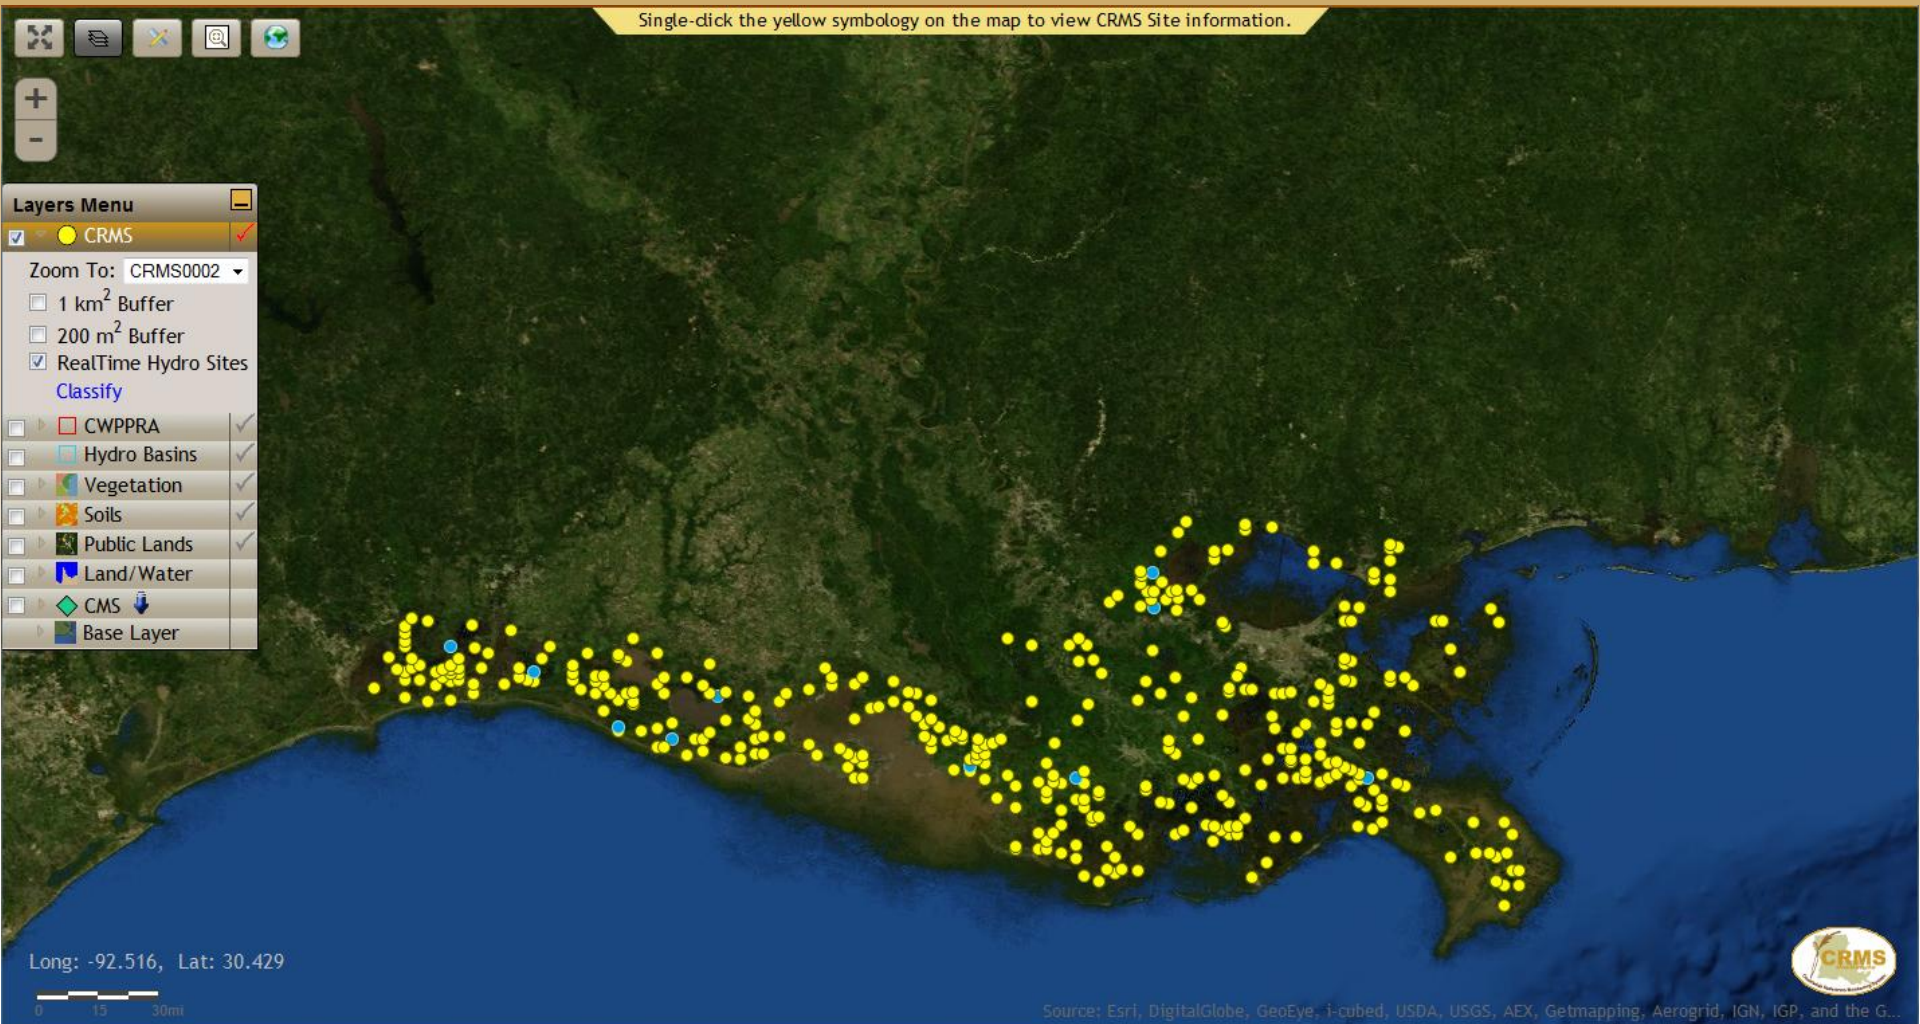 Single-click the yellow symbology on the map to view CRMS Site information.
+
-
Layers Menu
CRMS
Zoom To: CRMS0002
1 km2 Buffer
200 m2 Buffer
RealTime Hydro Sites
Classify
CWPPRA
Hydro Basins
Vegetation
Soils
Public Lands
Land/Water
CMS
Base Layer
Long: -92.516, Lat: 30.429
0 15 30mi
CRMS
Source: Esri, DigitalGlobe, GeoEye, i-cubed, USDA, USGS, AEX, Getmapping, Aerogrid, IGN, IGP, and the G...